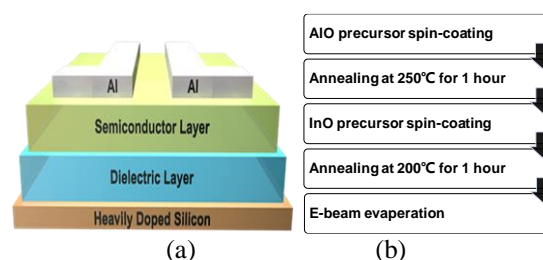 Al Al
Semiconductor Layer
Dielectric Layer
Heavily Doped Silicon
(a)
AlO precursor spin-coating
Annealing at 250℃ for 1 hour
InO precursor spin-coating
Annealing at 200℃ for 1 hour
E-beam evaperation
(b)